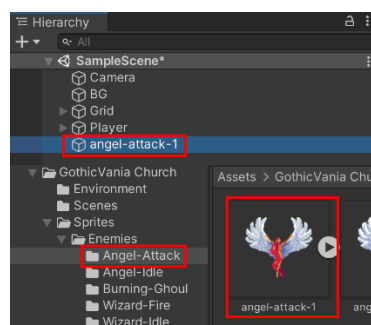 Hierarchy
All
SampleScene*
Camera
BG
Grid
Player
angel-attack-1
GothicVania Church
Environment
Scenes
Sprites
Enemies
Angel-Attack
Angel-Idle
Burning-Ghoul
Wizard-Fire
Wizard-Idle
Assets > GothicVania Chu
angel-attack-1
ang